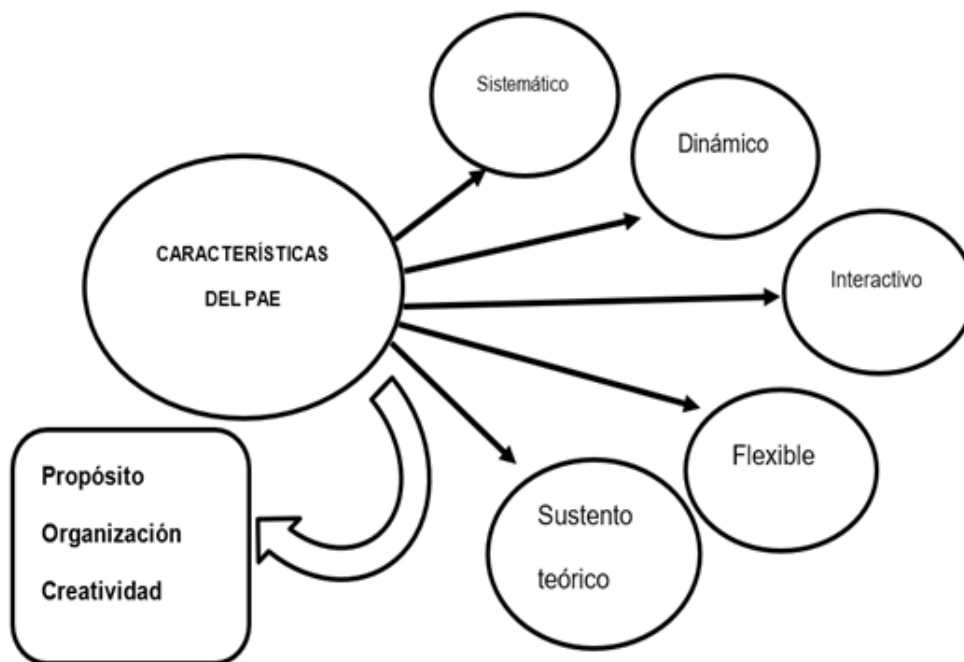 Sistemático
Dinámico
CARACTERÍSTICAS
DEL PAE
Interactivo
Flexible
Sustento
teórico
Propósito
Organización
Creatividad